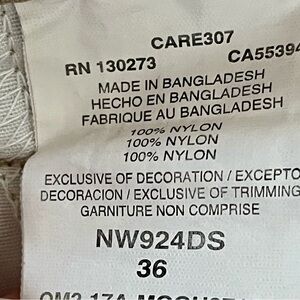 CARE307
RN 130273 CA5539
MADE IN BANGLADESH
HECHO EN BANGLADESH
FABRIQUE AU BANGLADESH
100% NYLON
100% NYLON
100% NYLON
EXCLUSIVE OF DECORATION / EXCEPTO
DECORACION / EXCLUSIVE OF TRIMMING
GARNITURE NON COMPRISE
NW924DS
36